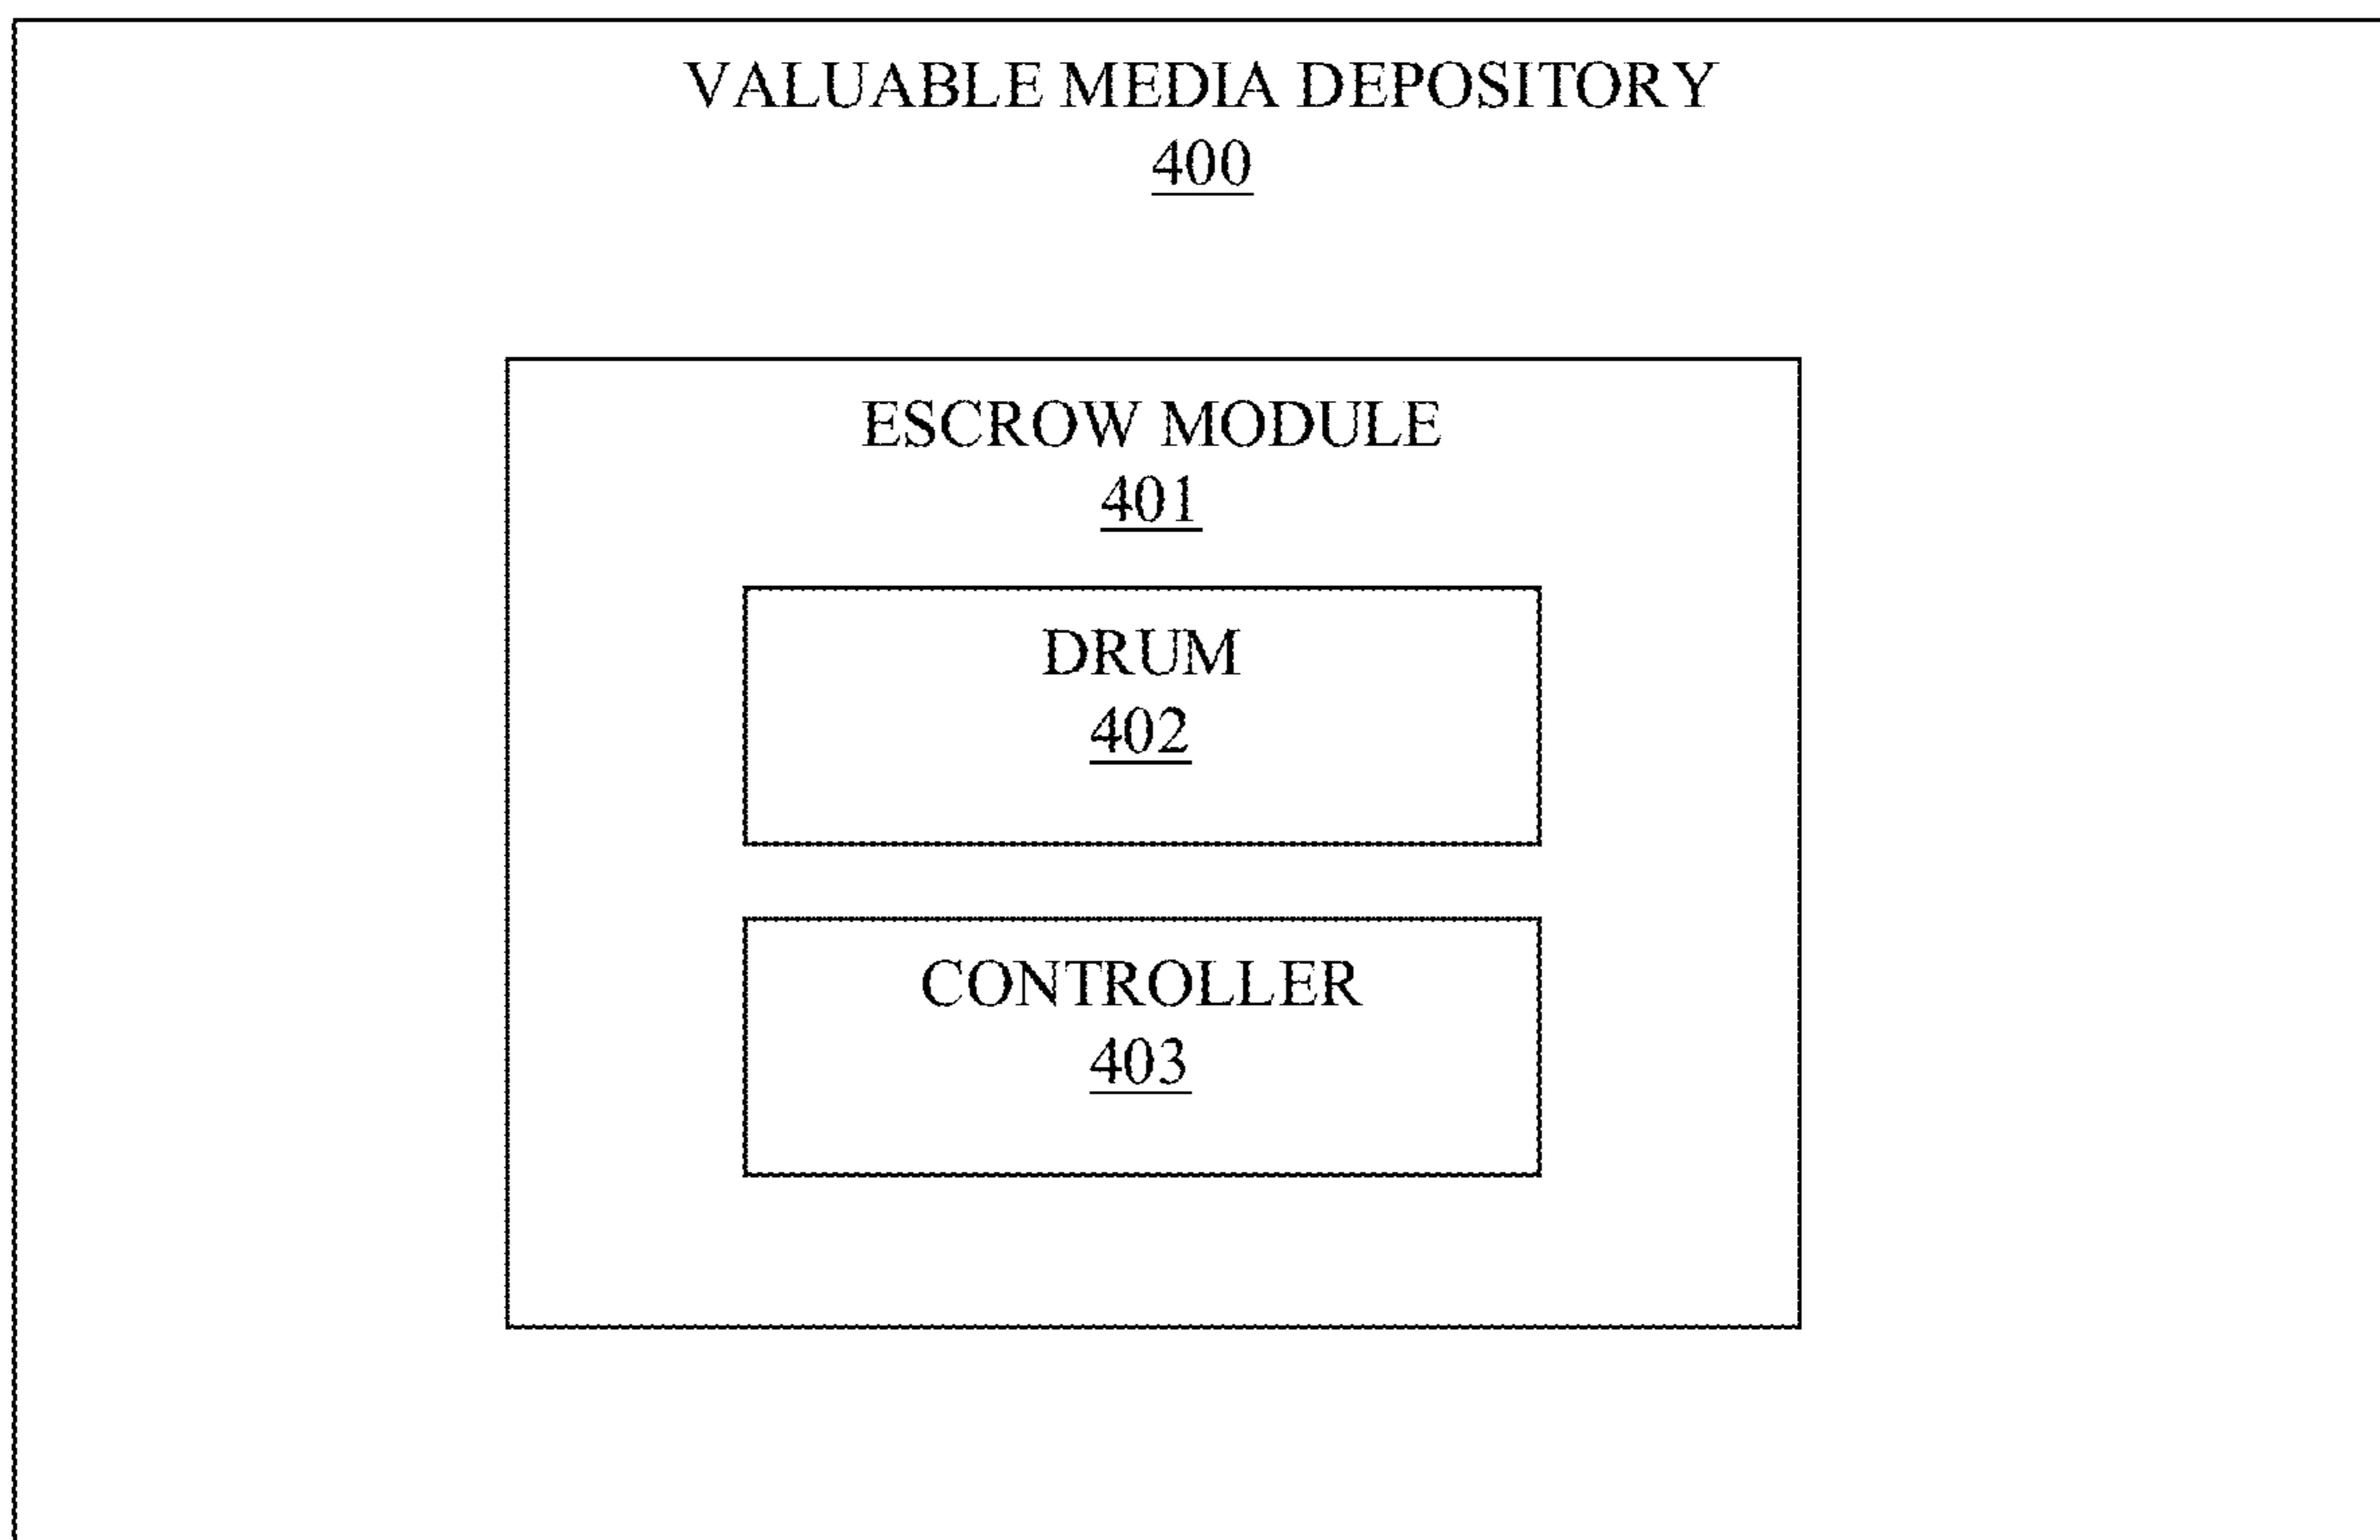 VALUABLE MEDIA DEPOSITORY
400
ESCROW MODULE
401
DRUM
402
CONTROLLER
403